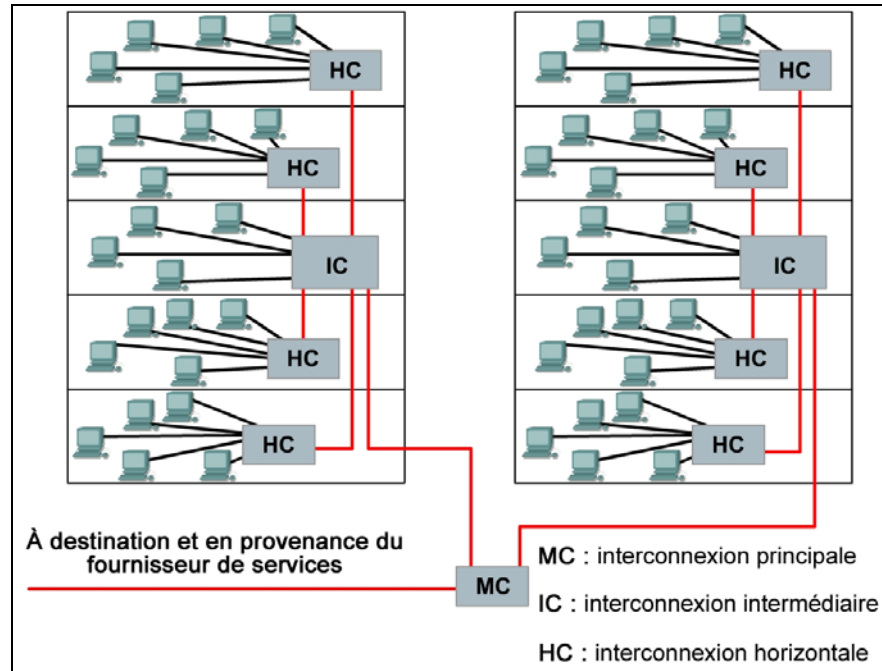 HC
HC
HC
HC
IC
IC
HC
HC
HC
HC
À destination et en provenance du
fournisseur de services
MC
MC : interconnexion principale
IC : interconnexion intermédiaire
HC : interconnexion horizontale